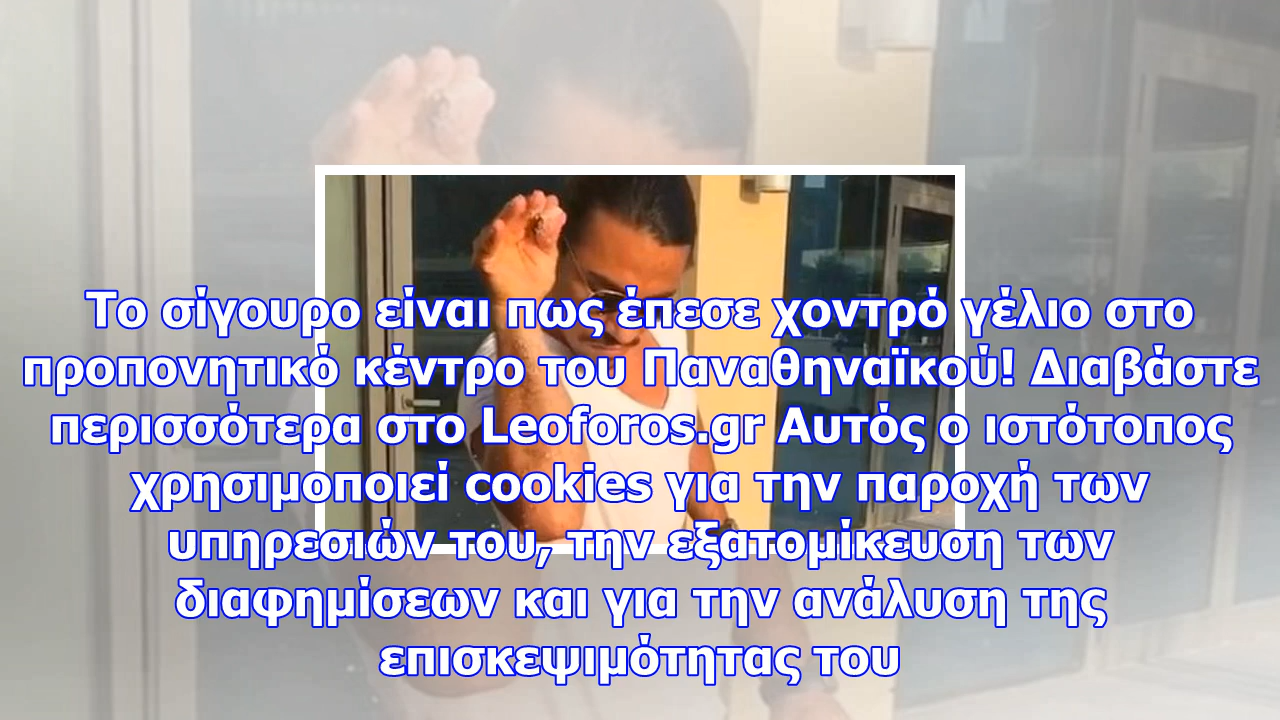 Το σίγουρο είναι πως έπεσε χοντρό γέλιο στο
προπονητικό κέντρο του Παναθηναϊκού! Διαβάστε
περισσότερα στο Leoforos.gr Αυτός ο ιστότοπος
χρησιμοποιεί cookies για την παροχή των
υπηρεσιών του, την εξατομίκευση των
διαφημίσεων και για την ανάλυση της
επισκεψιμότητας του